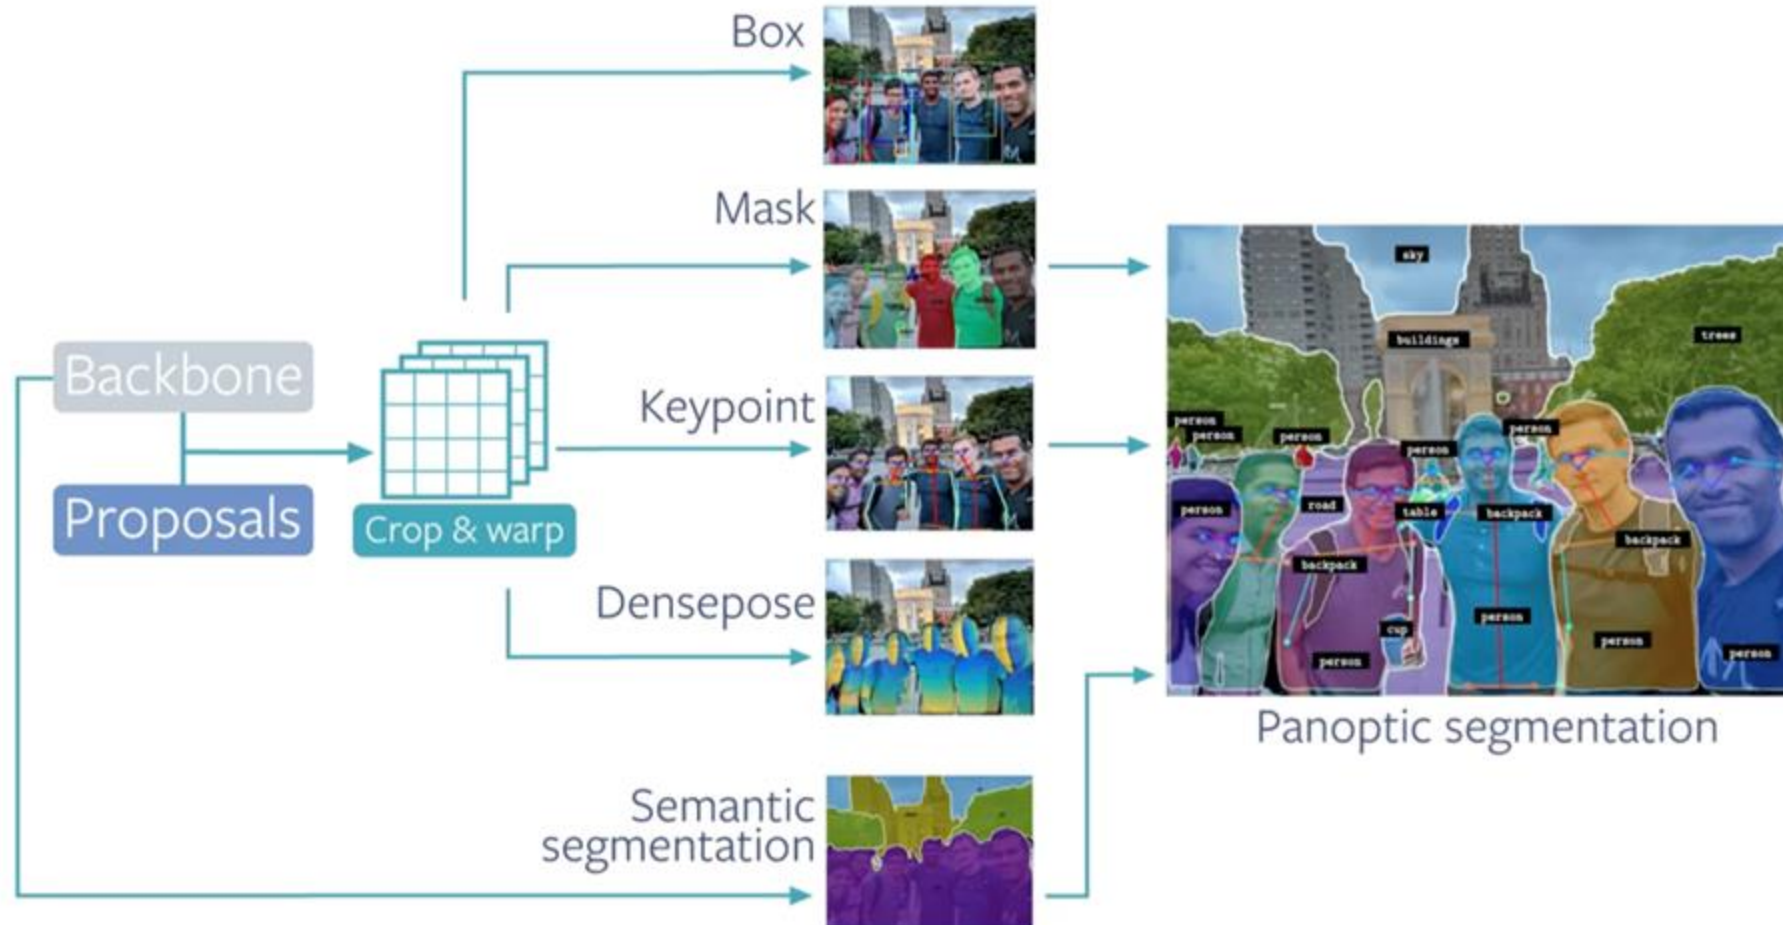 Box
Mask
Backbone
Keypoint
Proposals
Crop & warp
Densepose
Semantic
segmentation
sky
buildings
trees
person
person
person
person
person
person
road
table
backpack
backpack
backpack
cup
person
person
person
person
Panoptic segmentation